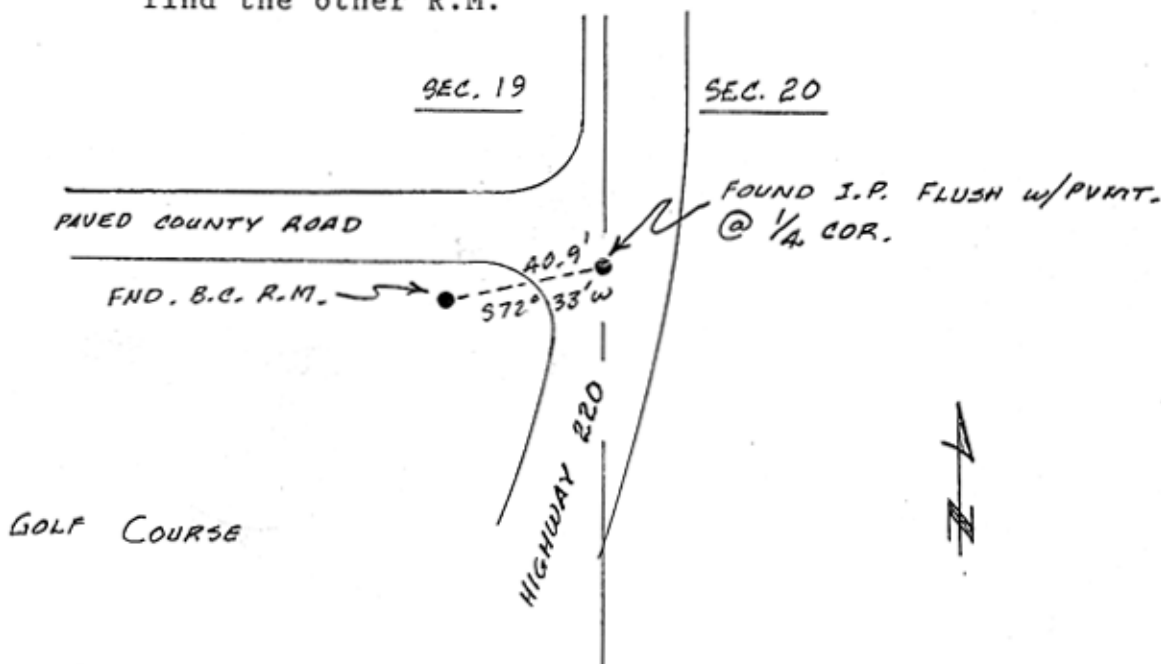 find the other R.M.
SEC. 19
SEC. 20
FOUND I.P. FLUSH w/PVMT.
@ 1/4 COR.
PAVED COUNTY ROAD
40.9'
S72° 33'W
FND. B.C. R.M.
HIGHWAY 220
GOLF COURSE
N